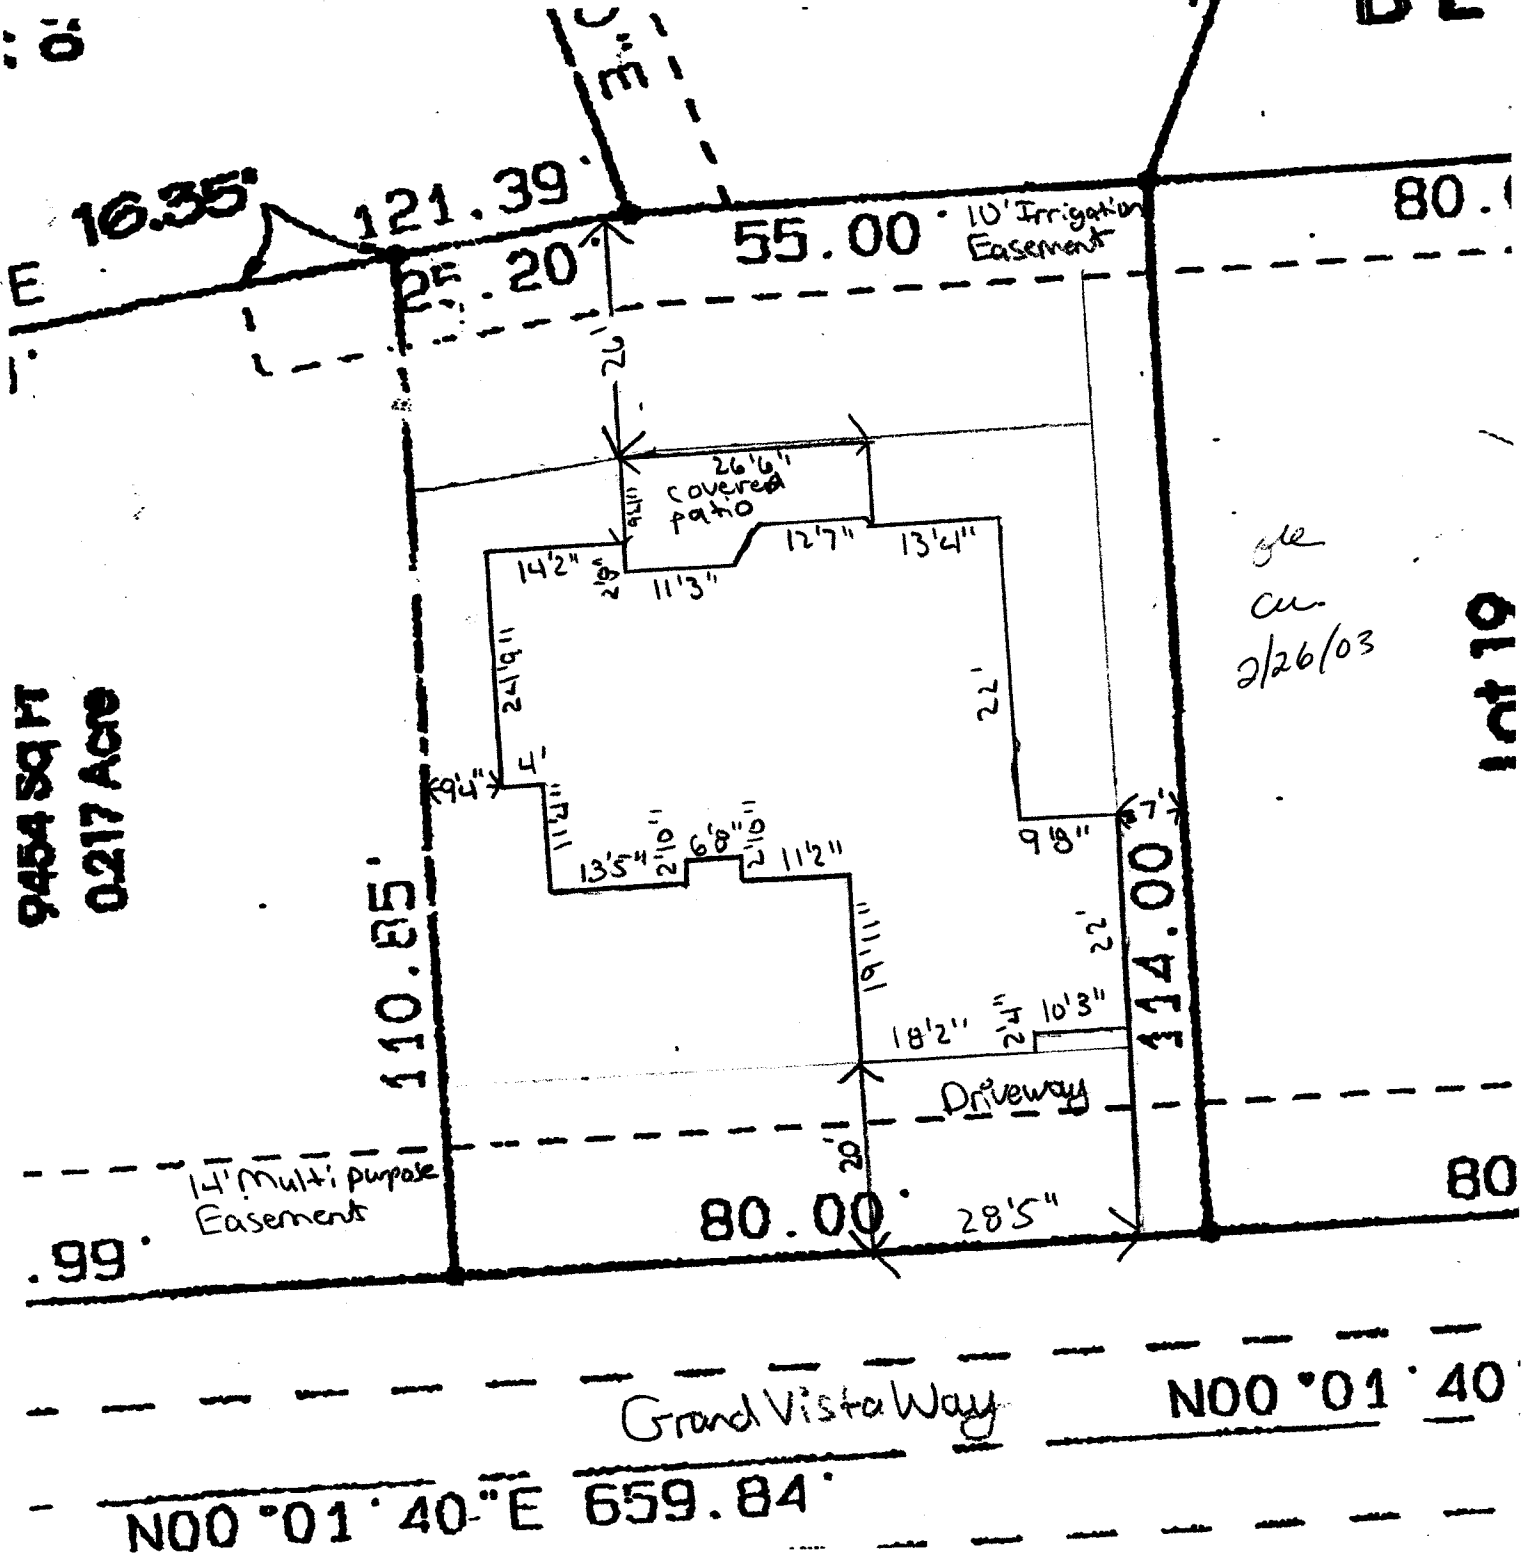 16.35'
121.39'
E
25.20'
55.00'
10' Irrigation
Easement
26'
26'6"
covered
patio
9'4"
14'2"
2'8"
11'3"
12'7"
13'4"
24'9"
22'
4'
9'4"
11'4"
13'5"
2'10"
6'8"
2'10"
11'2"
9'8"
7'
19'11"
22'
18'2"
2'4"
10'3"
Driveway
20'
28'5"
80.00'
110.85'
114.00'
9454 Sq FT
0.217 Acre
Lot 19
2/26/03
14' Multi purpose
Easement
.99'
80
Grand Vista Way
N00°01'40
N00°01'40"E 659.84'